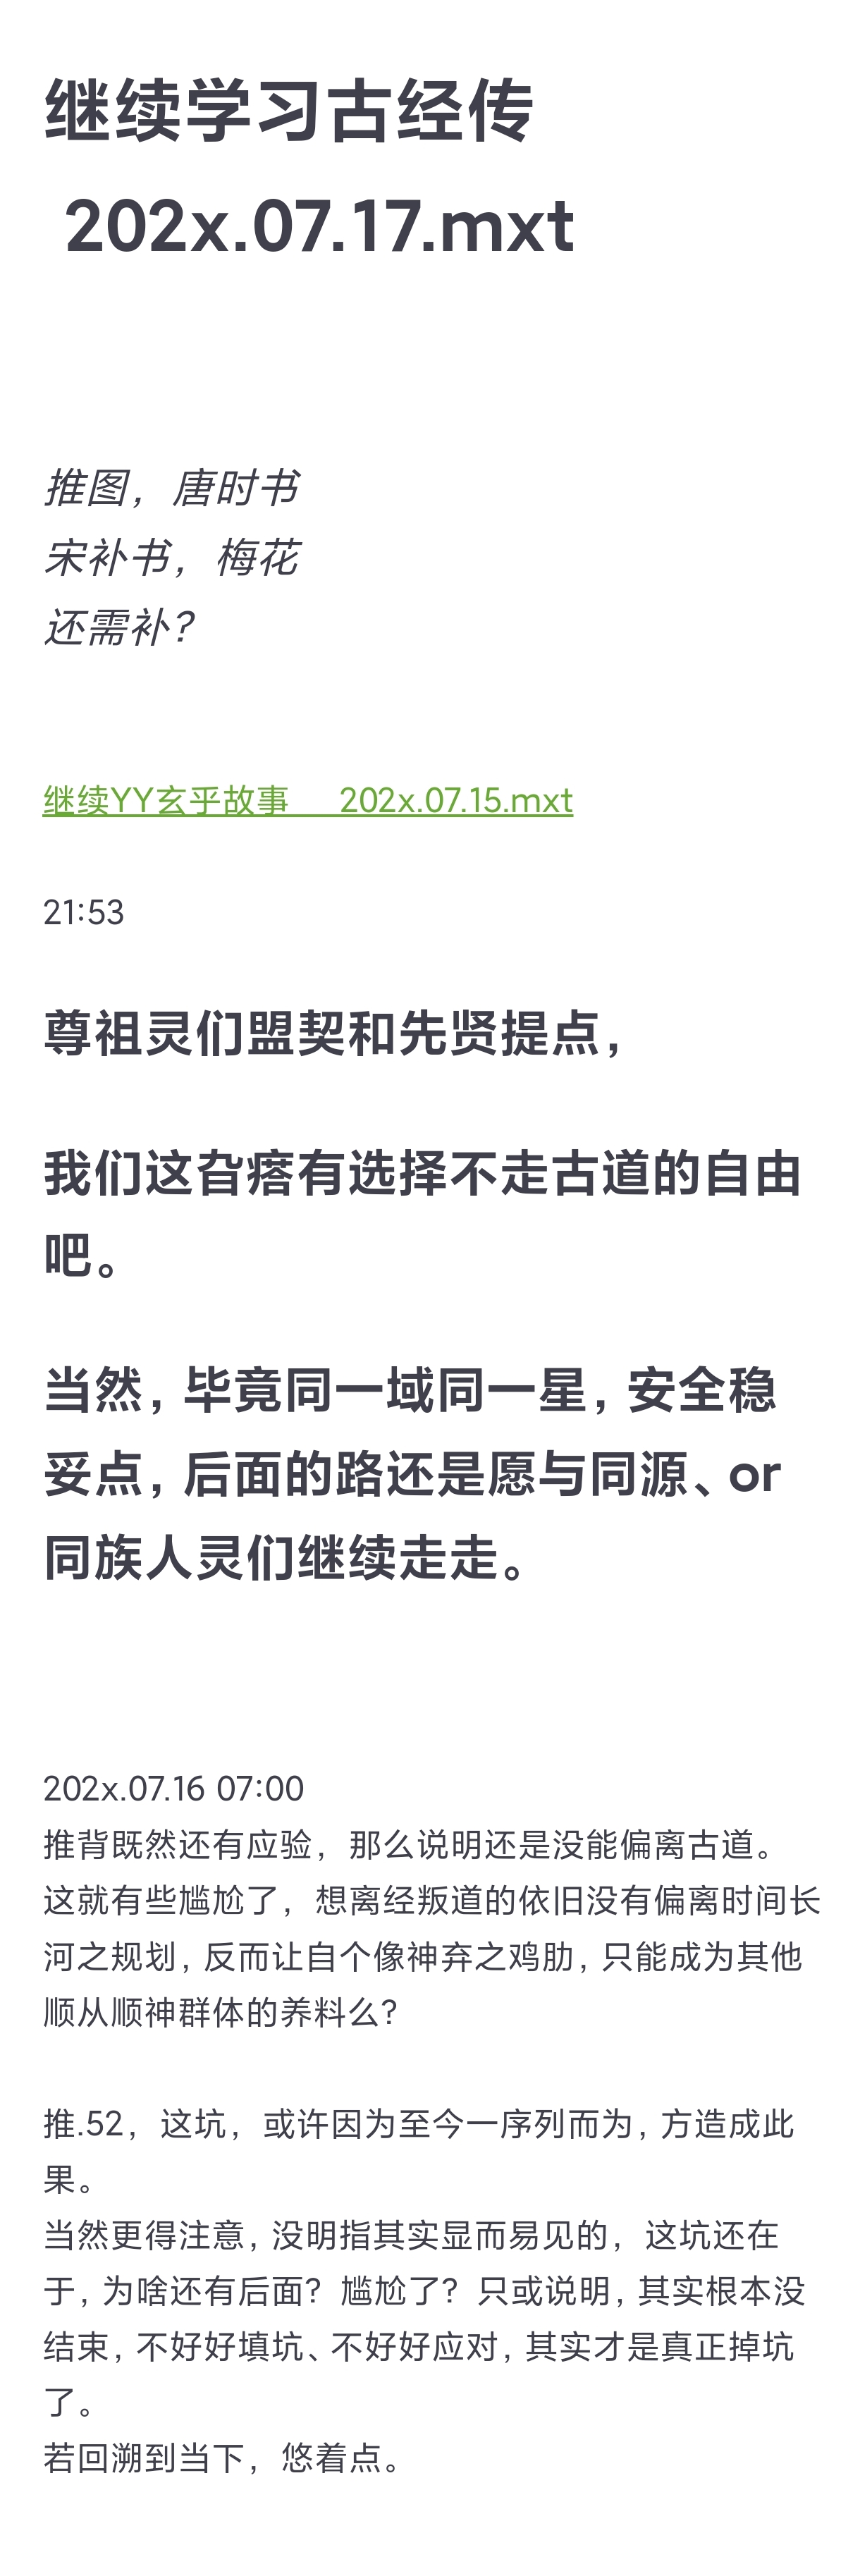 继续学习古经传
202x.07.17.mxt
推图，唐时书
宋补书，梅花
还需补？
继续YY玄乎故事 202x.07.15.mxt
21:53
尊祖灵们盟契和先贤提点，
我们这旮瘩有选择不走古道的自由
吧。
当然，毕竟同一域同一星，安全稳
妥点，后面的路还是愿与同源、or
同族人灵们继续走走。
202x.07.16 07:00
推背既然还有应验，那么说明还是没能偏离古道。
这就有些尴尬了，想离经叛道的依旧没有偏离时间长
河之规划，反而让自个像神弃之鸡肋，只能成为其他
顺从顺神群体的养料么？
推.52，这坑，或许因为至今一序列而为，方造成此
果。
当然更得注意，没明指其实显而易见的，这坑还在
于，为啥还有后面？尴尬了？只或说明，其实根本没
结束，不好好填坑、不好好应对，其实才是真正掉坑
了。
若回溯到当下，悠着点。